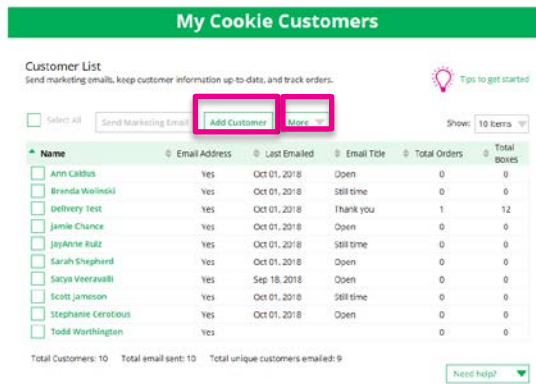 My Cookie Customers
Customer List
Send marketing emails, keep customer information up-to-date, and track orders.
Tips to get started
Select All Send Marketing Email Add Customer More Show: 10 Items
Name Email Address Last Emailed Email Title Total Orders Total Boxes
Ann Caldus Yes Oct 01, 2018 Open 0 0
Brenda Wolinski Yes Oct 01, 2018 Still time 0 0
Delivery Test Yes Oct 01, 2018 Thank you 1 12
Jamie Chance Yes Oct 01, 2018 Open 0 0
JayAnne Ruiz Yes Oct 01, 2018 Still time 0 0
Sarah Shepherd Yes Oct 01, 2018 Open 0 0
Satya Veeravalli Yes Sep 18, 2018 Open 0 0
Scott Jameson Yes Oct 01, 2018 Still time 0 0
Stephanie Cerotious Yes Oct 01, 2018 Open 0 0
Todd Worthington Yes 0 0
Total Customers: 10 Total email sent: 10 Total unique customers emailed: 9
Need help?